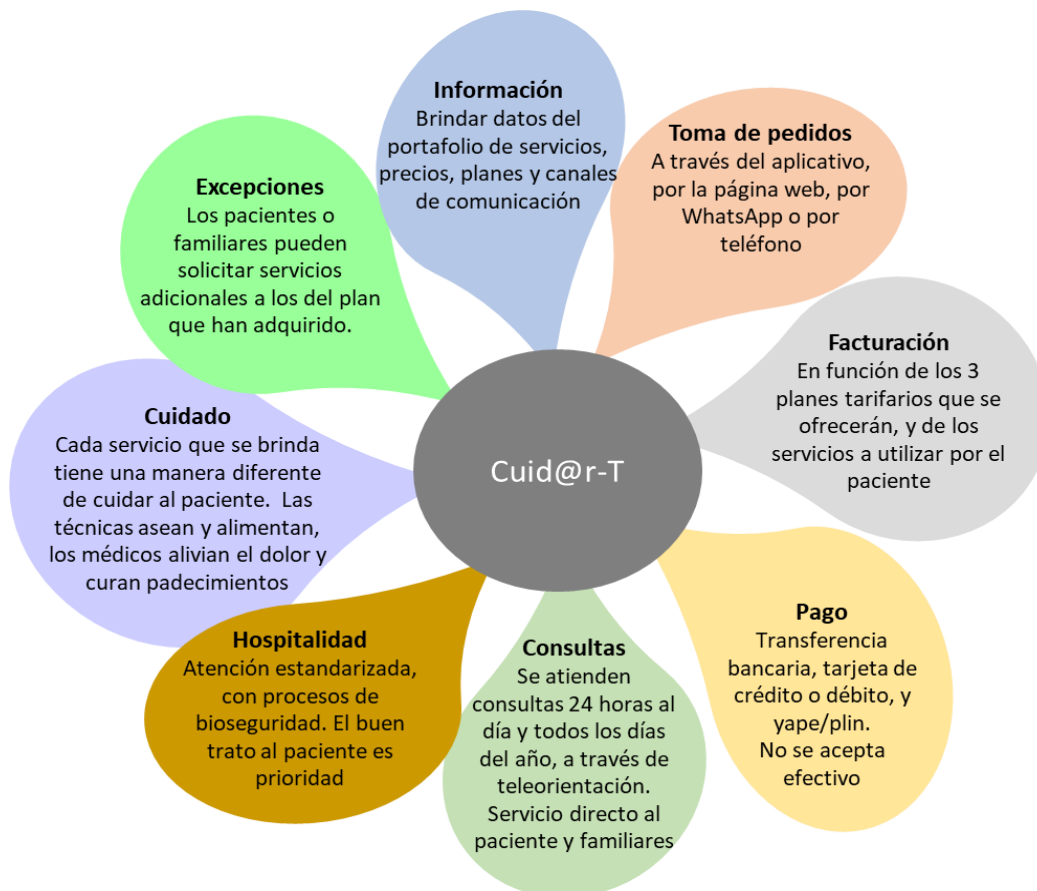 Información
Brindar datos del
portafolio de servicios,
precios, planes y canales
de comunicación
Toma de pedidos
A través del aplicativo,
por la página web, por
WhatsApp o por
teléfono
Facturación
En función de los 3
planes tarifarios que se
ofrecerán, y de los
servicios a utilizar por el
paciente
Pago
Transferencia
bancaria, tarjeta de
crédito o débito, y
yape/plin.
No se acepta
efectivo
Consultas
Se atienden
consultas 24 horas al
día y todos los días
del año, a través de
teleorientación.
Servicio directo al
paciente y familiares
Hospitalidad
Atención estandarizada,
con procesos de
bioseguridad. El buen
trato al paciente es
prioridad
Cuidado
Cada servicio que se brinda
tiene una manera diferente
de cuidar al paciente.  Las
técnicas asean y alimentan,
los médicos alivian el dolor y
curan padecimientos
Excepciones
Los pacientes o
familiares pueden
solicitar servicios
adicionales a los del plan
que han adquirido.
Cuid@r-T